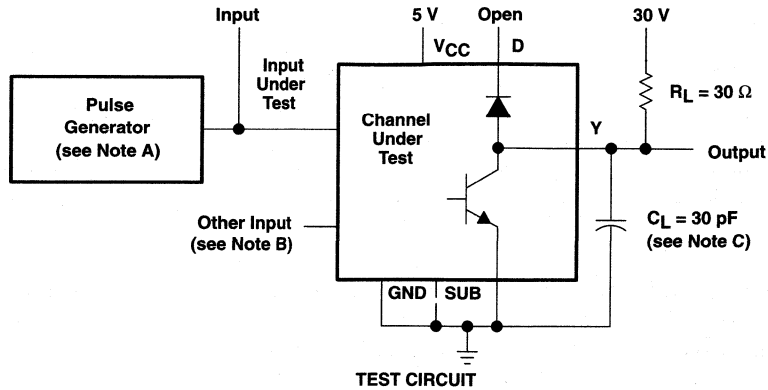 Input
5 V
Open
30 V
VCC
D
Input
Under
Test
RL = 30 Ω
Pulse
Generator
(see Note A)
Channel
Under
Test
Y
Output
Other Input
(see Note B)
CL = 30 pF
(see Note C)
GND
SUB
TEST CIRCUIT